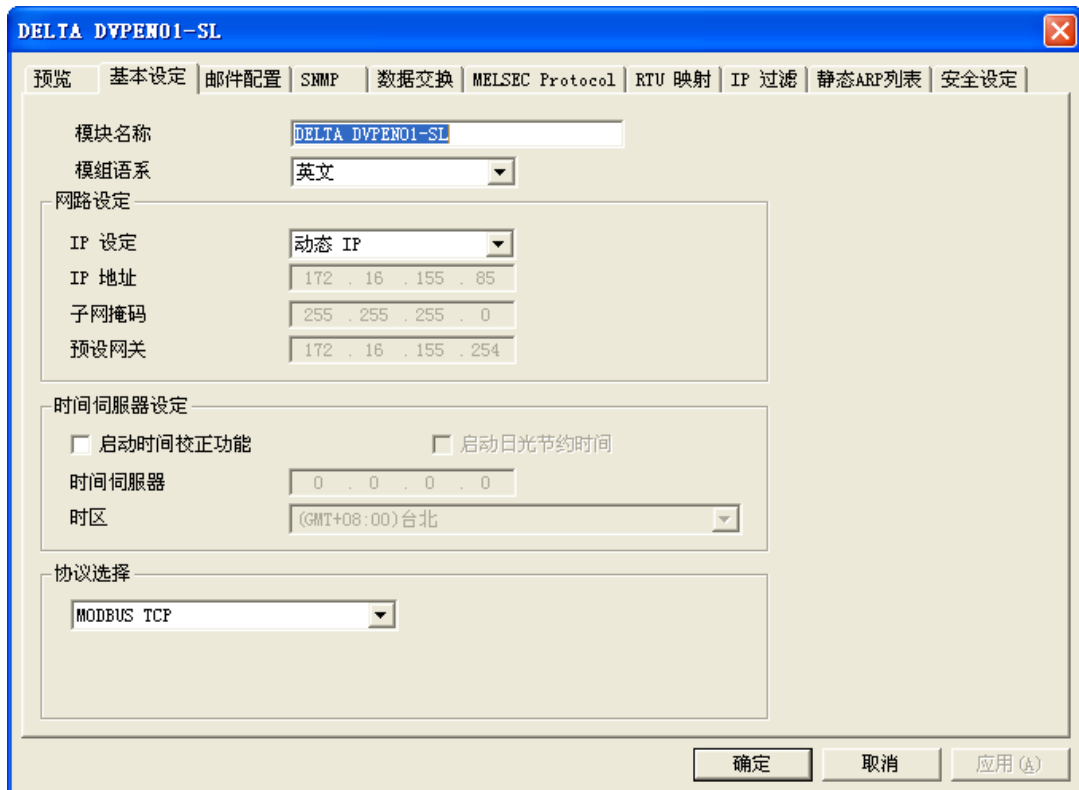 DELTA DVPEN01-SL
预览 基本设定 邮件配置 SNMP 数据交换 MELSEC Protocol RTU 映射 IP 过滤 静态ARP列表 安全设定
模块名称 DELTA DVPEN01-SL
模组语系 英文
网路设定
IP 设定 动态 IP
IP 地址 172 . 16 . 155 . 85
子网掩码 255 . 255 . 255 . 0
预设网关 172 . 16 . 155 . 254
时间伺服器设定
启动时间校正功能 启动日光节约时间
时间伺服器 0 . 0 . 0 . 0
时区 (GMT+08:00)台北
协议选择
MODBUS TCP
确定 取消 应用(A)